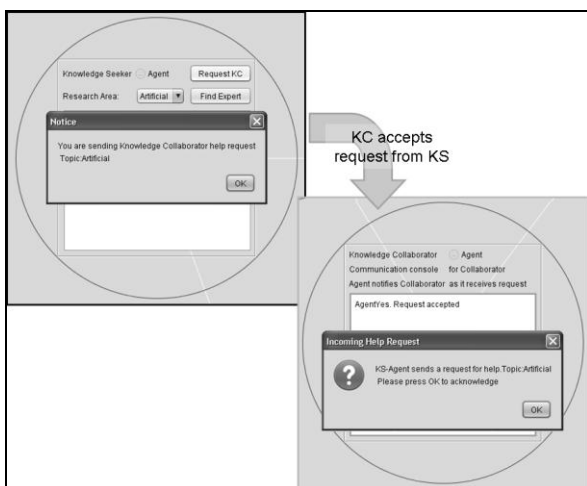 Knowledge Seeker Agent Request KC
Research Area: Artificial Find Expert
Notice
You are sending Knowledge Collaborator help request
Topic:Artificial
OK
KC accepts
request from KS
Knowledge Collaborator Agent
Communication console for Collaborator
Agent notifies Collaborator as it receives request
AgentYes. Request accepted
Incoming Help Request
KS-Agent sends a request for help.Topic:Artificial
Please press OK to acknowledge
OK